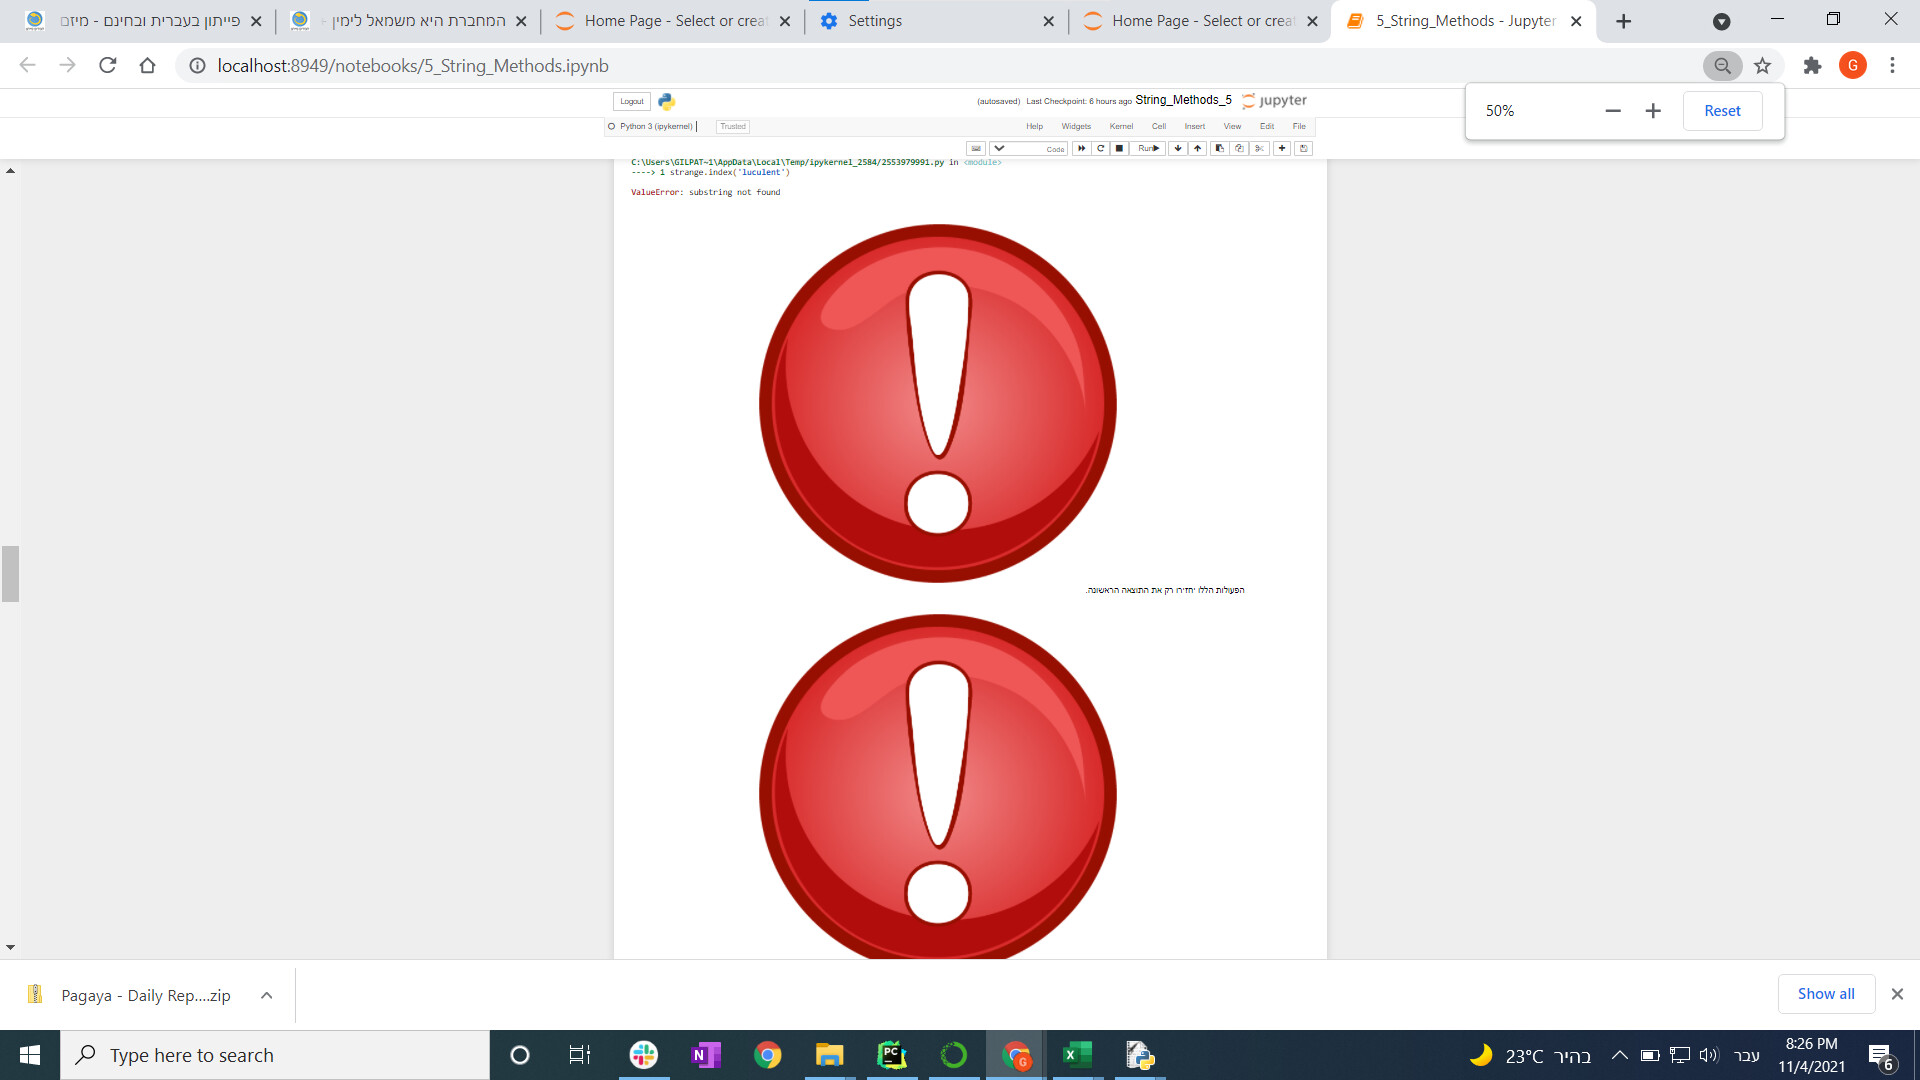 פייתון בעברית ובחינם - מיזם
המחברת היא משמאל לימין
Home Page - Select or creat
Settings
Home Page - Select or creat
5_String_Methods - Jupyter
localhost:8949/notebooks/5_String_Methods.ipynb
G
50%
Reset
Logout
(autosaved) Last Checkpoint: 6 hours ago String_Methods_5 jupyter
Python 3 (ipykernel)
Trusted
Help Widgets Kernel Cell Insert View Edit File
Code
Run
C:\Users\GILPAT~1\AppData\Local\Temp/ipykernel_2584/2553979991.py in <module>
----> 1 strange.index('luculent')
ValueError: substring not found
הפעולות הללו יחזירו רק את התוצאה הראשונה.
Pagaya - Daily Rep....zip
Show all
Type here to search
N
PC
G
X
23°C בהיר
עבר
8:26 PM
11/4/2021
6